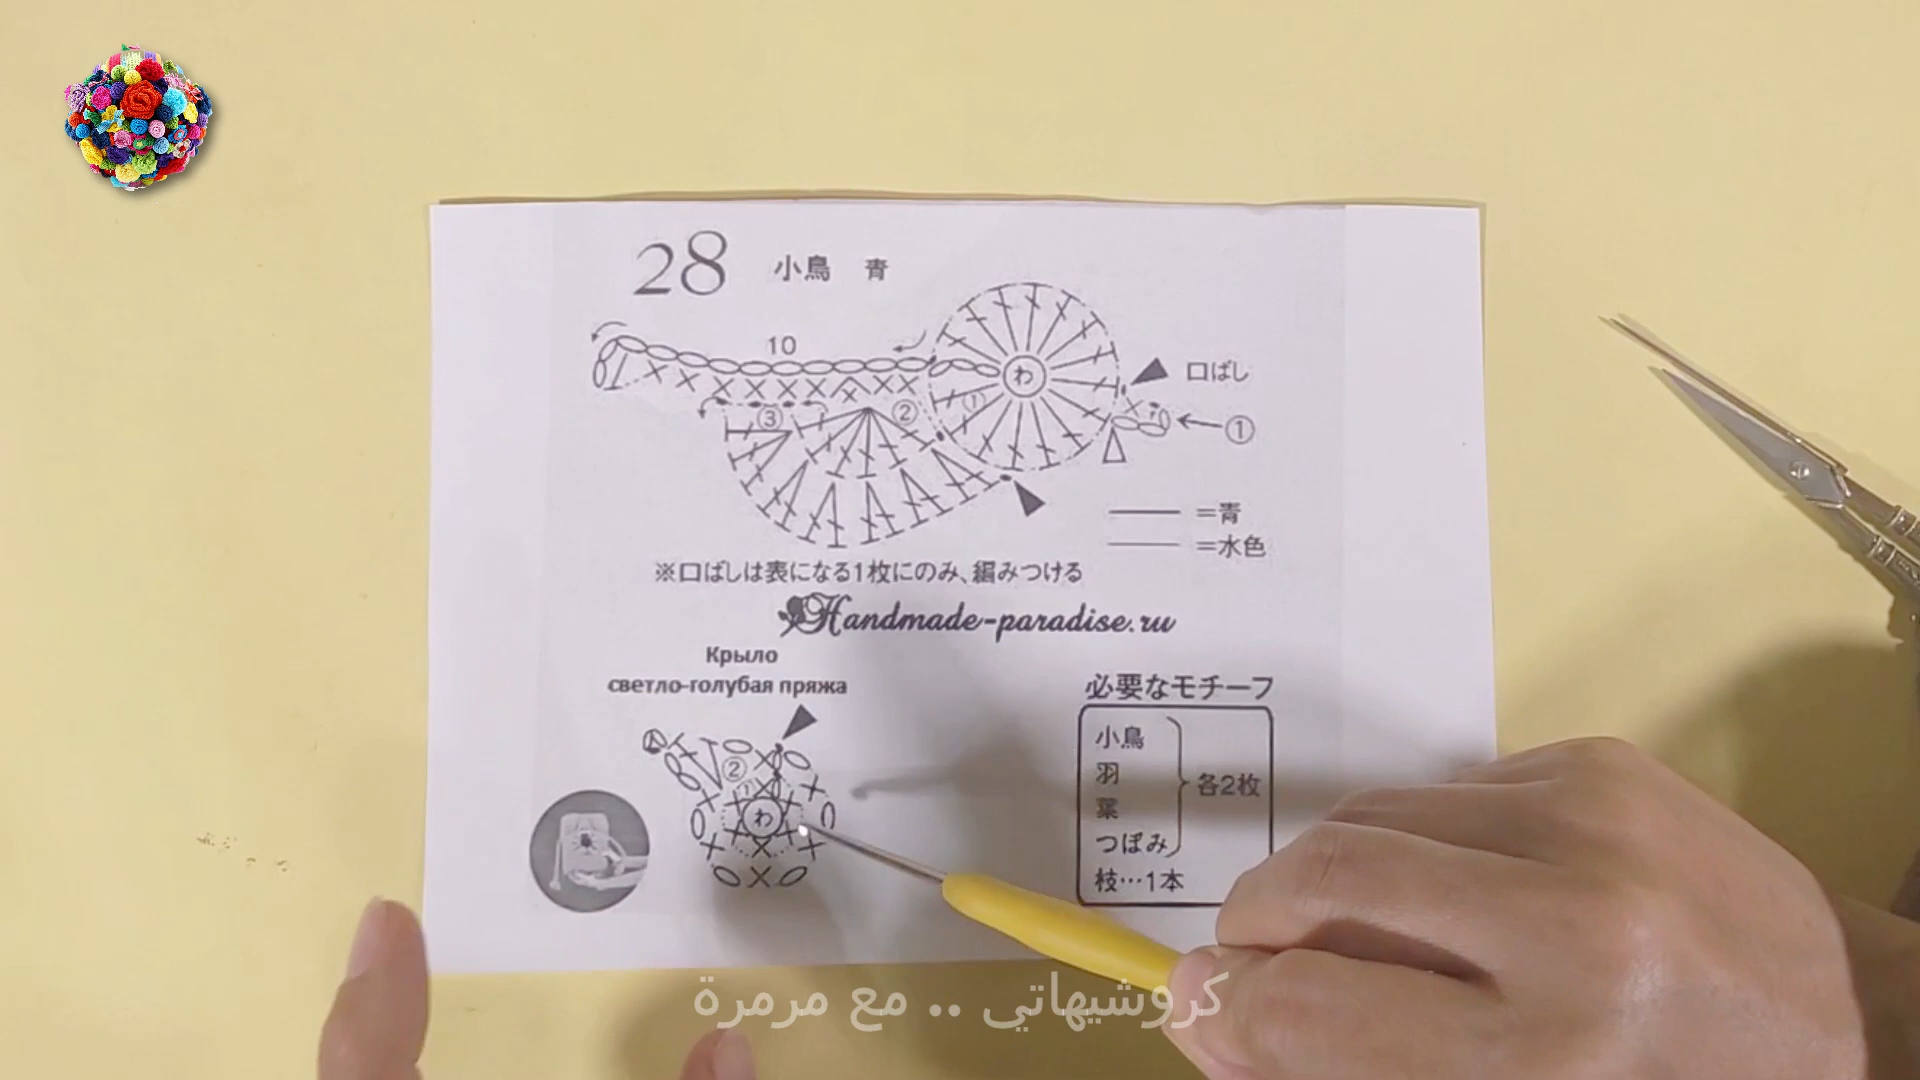 28 小鳥 青
10
わ
口ばし
③
②
①
①
=青
=水色
※口ばしは表になる1枚にのみ、編みつける
Handmade-paradise.ru
Крыло
светло-голубая пряжа
②
①
わ
必要なモチーフ
小鳥
羽
葉
つぼみ
各2枚
枝…1本
كروشيهاتي .. مع مرمرة